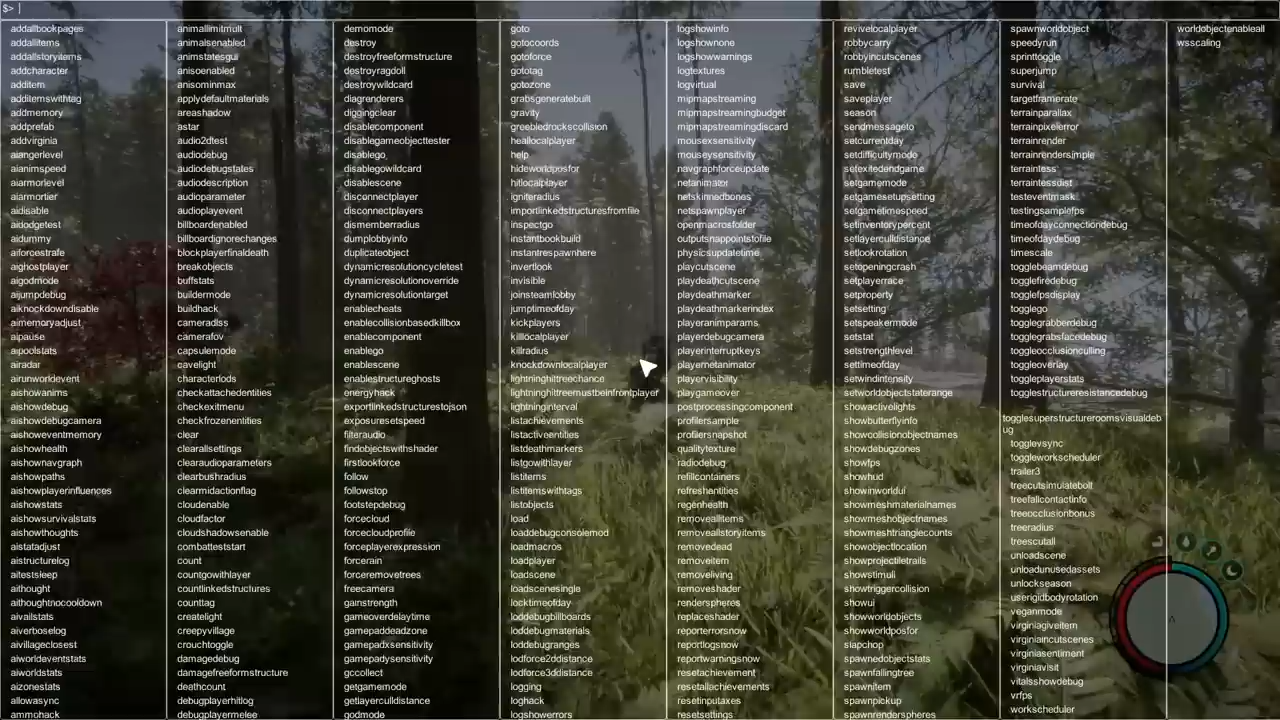 $> |
addallbookpages
addallitems
addallstoryitems
addcharacter
additem
additemswithtag
addmemory
addprefab
addvirginia
aiangerlevel
aianimspeed
aiarmorlevel
aiarmortier
aidisable
aidodgetest
aidummy
aiforcestrafe
aighostplayer
aigodmode
aijumpdebug
aiknockdowndisable
aimemoryadjust
aipause
aipoolstats
airadar
airunworldevent
aishowanims
aishowdebug
aishowdebugcamera
aishoweventmemory
aishowhealth
aishownavgraph
aishowpaths
aishowplayerinfluences
aishowstats
aishowsurvivalstats
aishowthoughts
aistatadjust
aistructurelog
aitestsleep
aithought
aithoughtnocooldown
aivailstats
aiverboselog
aivillageclosest
aiworldeventstats
aiworldstats
aizonestats
allowasync
ammohack
animallimitmult
animalsenabled
animstatesgui
anisoenabled
anisominmax
applydefaultmaterials
areashadow
astar
audio2dtest
audiodebug
audiodebugstates
audiodescription
audioparameter
audioplayevent
billboardenabled
billboardignorechanges
blockplayerfinaldeath
breakobjects
buffstats
buildermode
buildhack
cameradiss
camerafov
capsulemode
cavelight
characterlods
checkattachedentities
checkexitmenu
checkfrozenentities
clear
clearallsettings
clearaudioparameters
clearbushradius
clearmidactionflag
cloudenable
cloudfactor
cloudshadowsenable
combatteststart
count
countgowithlayer
countlinkedstructures
counttag
createlight
creepyvillage
crouchtoggle
damagedebug
damagefreeformstructure
deathcount
debugplayerhitlog
debugplayermelee
demomode
destroy
destroyfreeformstructure
destroyragdoll
destroywildcard
diagrenderers
diggingclear
disablecomponent
disablegameobjecttester
disablego
disablegowildcard
disablescene
disconnectplayer
disconnectplayers
dismemberradius
dumplobbyinfo
duplicateobject
dynamicresolutioncycletest
dynamicresolutionoverride
dynamicresolutiontarget
enablecheats
enablecollisionbasedkillbox
enablecomponent
enablego
enablescene
enablestructureghosts
energyhack
exportlinkedstructurestojson
exposuresetspeed
filteraudio
findobjectswithshader
firstlookforce
follow
followstop
footstepdebug
forcecloud
forcecloudprofile
forceplayerexpression
forcerain
forceremovetrees
freecamera
gainstrength
gameoverdelaytime
gamepaddeadzone
gamepadxsensitivity
gamepadysensitivity
gccollect
getgamemode
getlayerculldistance
godmode
goto
gotocoords
gotoforce
gototag
gotozone
grabsgeneratebuilt
gravity
greebledrockscollision
heallocalplayer
help
hideworldposfor
hitlocalplayer
igniteradius
importlinkedstructuresfromfile
inspectgo
instantbookbuild
instantrespawnhere
invertlook
invisible
joinsteamlobby
jumptimeofday
kickplayers
killlocalplayer
killradius
knockdownlocalplayer
lightninghittreechance
lightninghittreemustbeinfrontplayer
lightninginterval
listachievements
listactiveentities
listdeathmarkers
listgowithlayer
listitems
listitemswithtags
listobjects
load
loaddebugconsolemod
loadmacros
loadplayer
loadscene
loadscenesingle
locktimeofday
loddebugbillboards
loddebugmaterials
loddebugranges
lodforce2ddistance
lodforce3ddistance
logging
loghack
logshowerrors
logshowinfo
logshownone
logshowwarnings
logtextures
logvirtual
mipmapstreaming
mipmapstreamingbudget
mipmapstreamingdiscard
mousexsensitivity
mouseysensitivity
navgraphforceupdate
netanimator
netskinnedbones
netspawnplayer
openmacrosfolder
outputsnappointstofile
physicsupdatetime
playcutscene
playdeathcutscene
playdeathmarker
playdeathmarkerindex
playeranimparams
playerdebugcamera
playerinterruptkeys
playernetanimator
playervisibility
playgameover
postprocessingcomponent
profilersample
profilersnapshot
qualitytexture
radiodebug
refillcontainers
refreshantities
regenhealth
removeallitems
removeallstoryitems
removedead
removeitem
removeliving
removeshader
renderspheres
replaceshader
reporterrorsnow
reportlogsnow
reportwarningsnow
resetachievement
resetallachievements
resetinputaxes
resetsettings
revivelocalplayer
robbycarry
robbyincutscenes
rumbletest
save
saveplayer
season
sendmessageto
setcurrentday
setdifficultymode
setexitedendgame
setgamemode
setgamesetupsetting
setgametimespeed
setinventorypercent
setlayerculldistance
setlookrotation
setopeningcrash
setplayerrace
setproperty
setsetting
setspeakermode
setstat
setstrengthlevel
settimeofday
setwindintensity
setworldobjectstaterange
showactivelights
showbutterflyinfo
showcollisionobjectnames
showdebugzones
showfps
showhud
showinworldui
showmeshmaterialnames
showmeshobjectnames
showmeshtrianglecounts
showobjectlocation
showprojectiletrails
showstimuli
showtriggercollision
showui
showworldobjects
showworldposfor
slapchop
spawnedobjectstats
spawnfallingtree
spawnitem
spawnpickup
spawnrenderspheres
spawnworldobject
speedyrun
sprinttoggle
superjump
survival
targetframerate
terrainparallax
terrainpixelerror
terrainrender
terrainrendersimple
terraintess
terraintessdist
testeventmask
testingsamplefps
timeofdayconnectiondebug
timeofdaydebug
timescale
togglebeamdebug
togglefiredebug
togglefpsdisplay
togglego
togglegrabberdebug
togglegrabsfacedebug
toggleocclusionculling
toggleoverlay
toggleplayerstats
togglestructureresistancedebug
togglesuperstructureroomsvisualdeb
ug
togglevsync
toggleworkscheduler
trailer3
treecutsimulatebolt
treefallcontactinfo
treeocclusionbonus
treeradius
treescutall
unloadscene
unloadunusedassets
unlockseason
userigidbodyrotation
veganmode
virginiagiveitem
virginiaincutscenes
virginiasentiment
virginiavisit
vitalsshowdebug
vrfps
workscheduler
worldobjectenableall
wsscaling